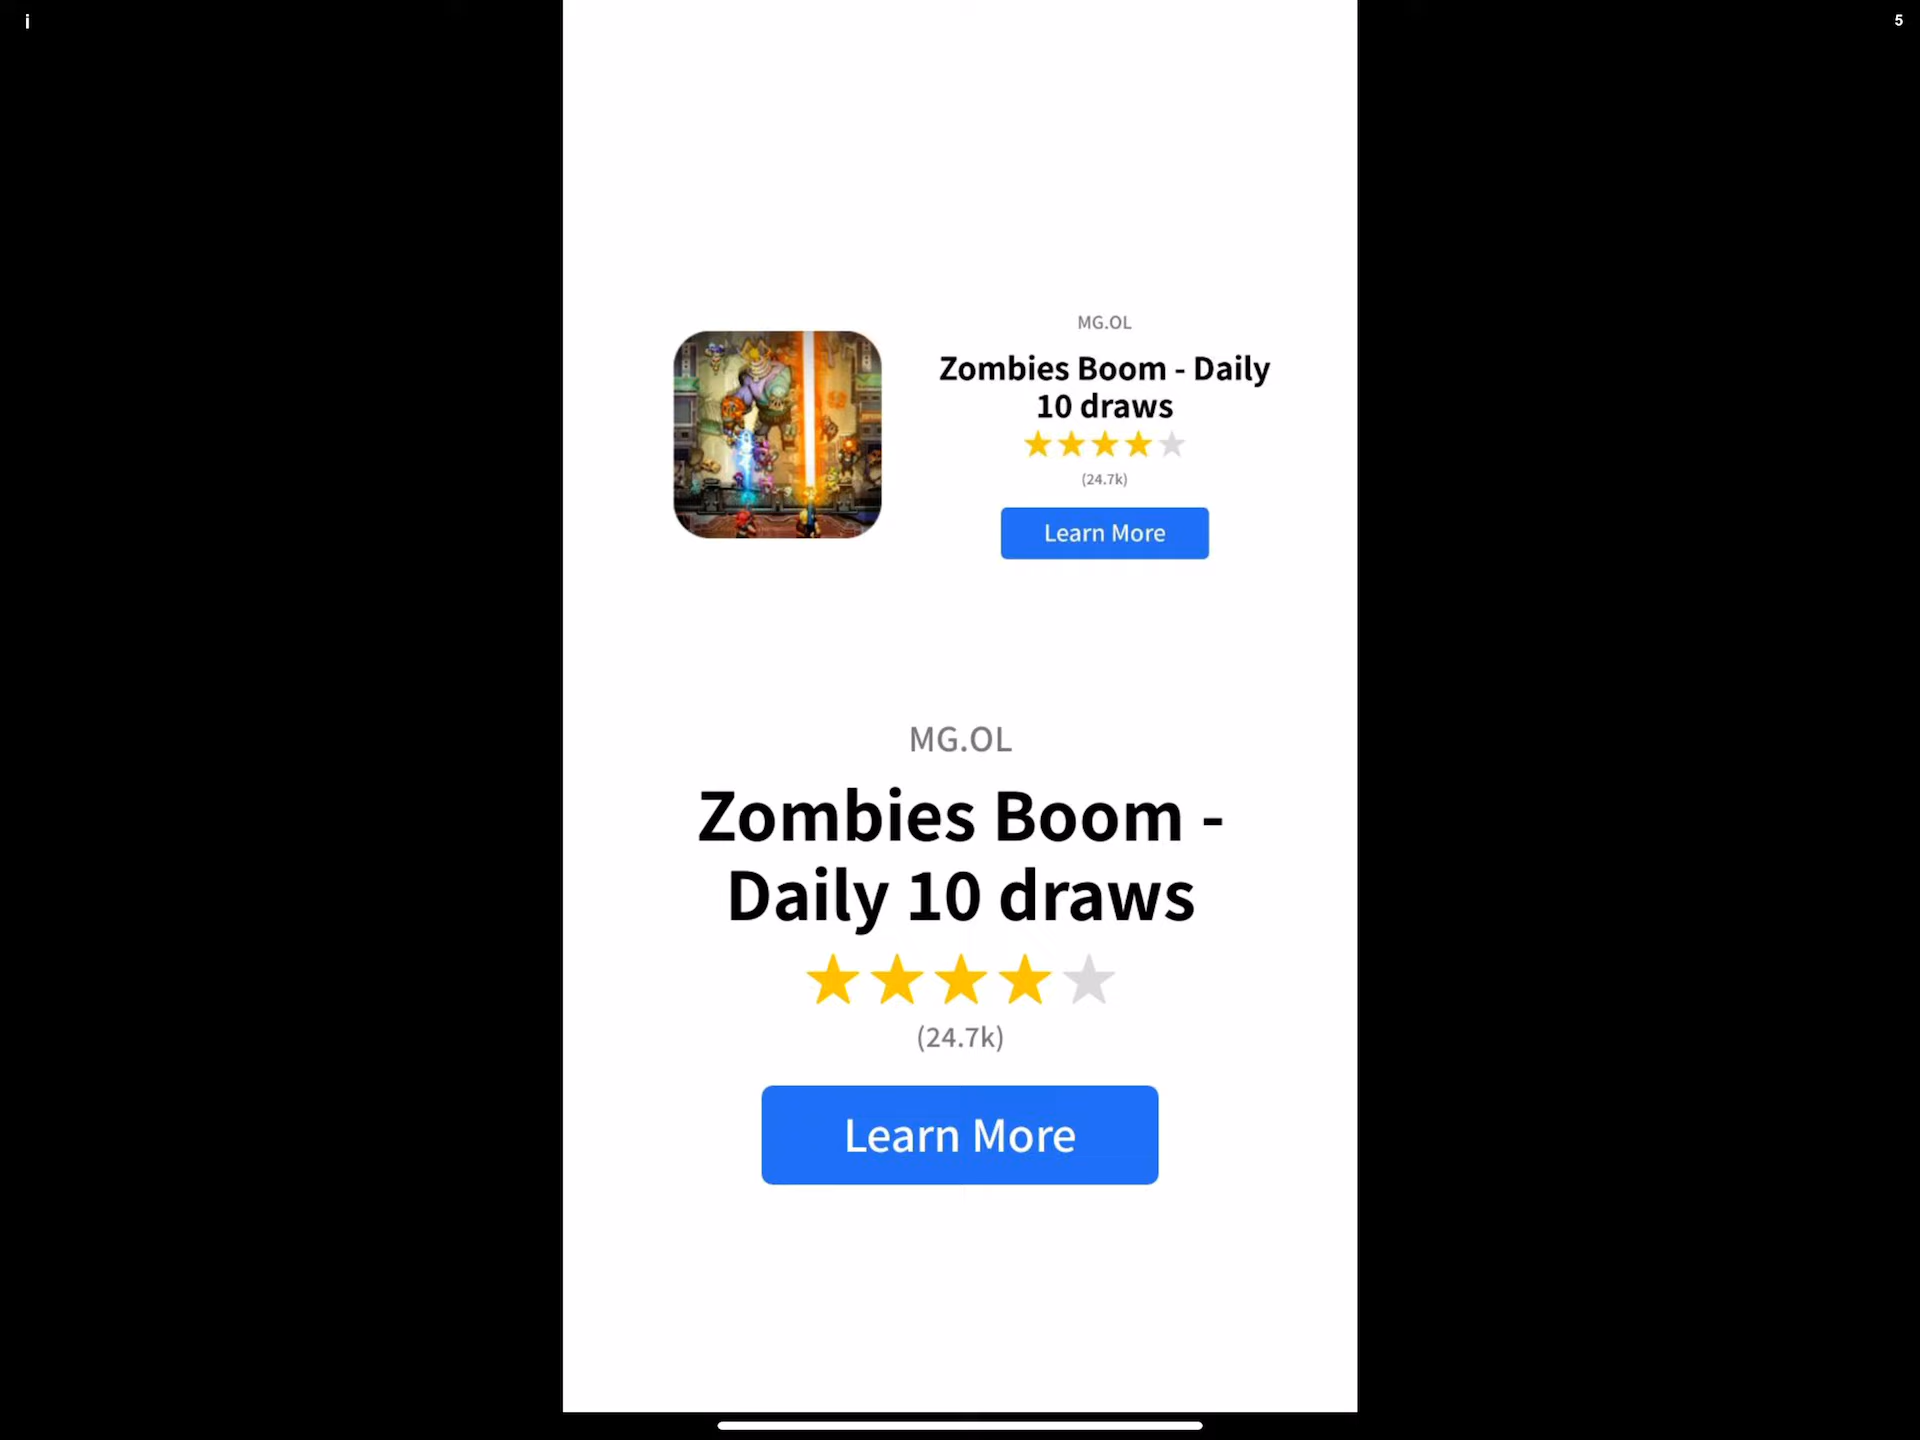 i
5
MG.OL
Zombies Boom - Daily
10 draws
(24.7k)
Learn More
MG.OL
Zombies Boom -
Daily 10 draws
(24.7k)
Learn More